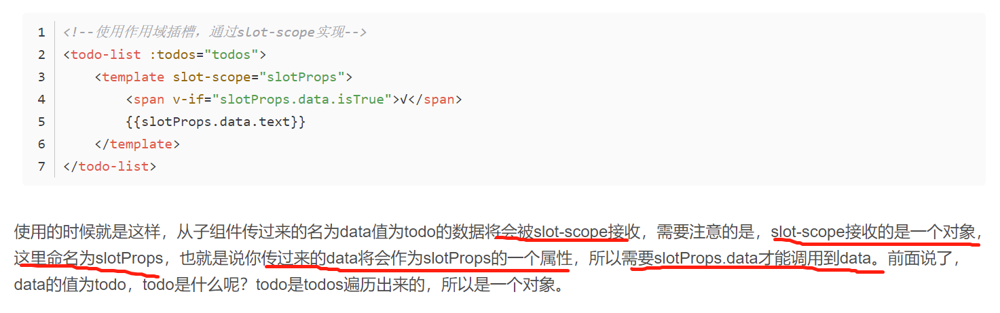 1 <!--使用作用域插槽，通过slot-scope实现-->
2 <todo-list :todos="todos">
3 <template slot-scope="slotProps">
4 <span v-if="slotProps.data.isTrue">√</span>
5 {{slotProps.data.text}}
6 </template>
7 </todo-list>
使用的时候就是这样，从子组件传过来的名为data值为todo的数据将会被slot-scope接收，需要注意的是，slot-scope接收的是一个对象，
这里命名为slotProps，也就是说你传过来的data将会作为slotProps的一个属性，所以需要slotProps.data才能调用到data。前面说了，
data的值为todo，todo是什么呢？todo是todos遍历出来的，所以是一个对象。